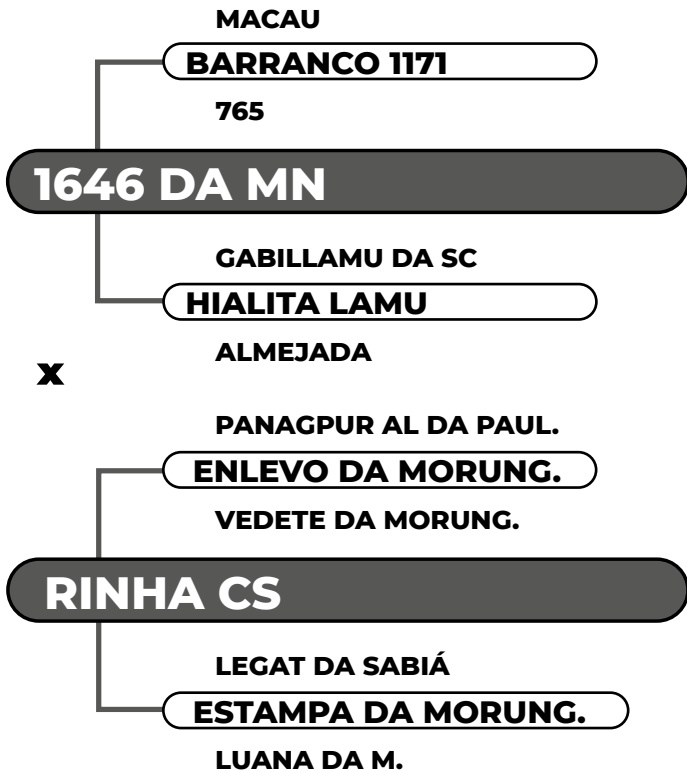 MACAU
BARRANCO 1171
765
1646 DA MN
GABILLAMU DA SC
HIALITA LAMU
ALMEJADA
x
PANAGPUR AL DA PAUL.
ENLEVO DA MORUNG.
VEDETE DA MORUNG.
RINHA CS
LEGAT DA SABIÁ
ESTAMPA DA MORUNG.
LUANA DA M.